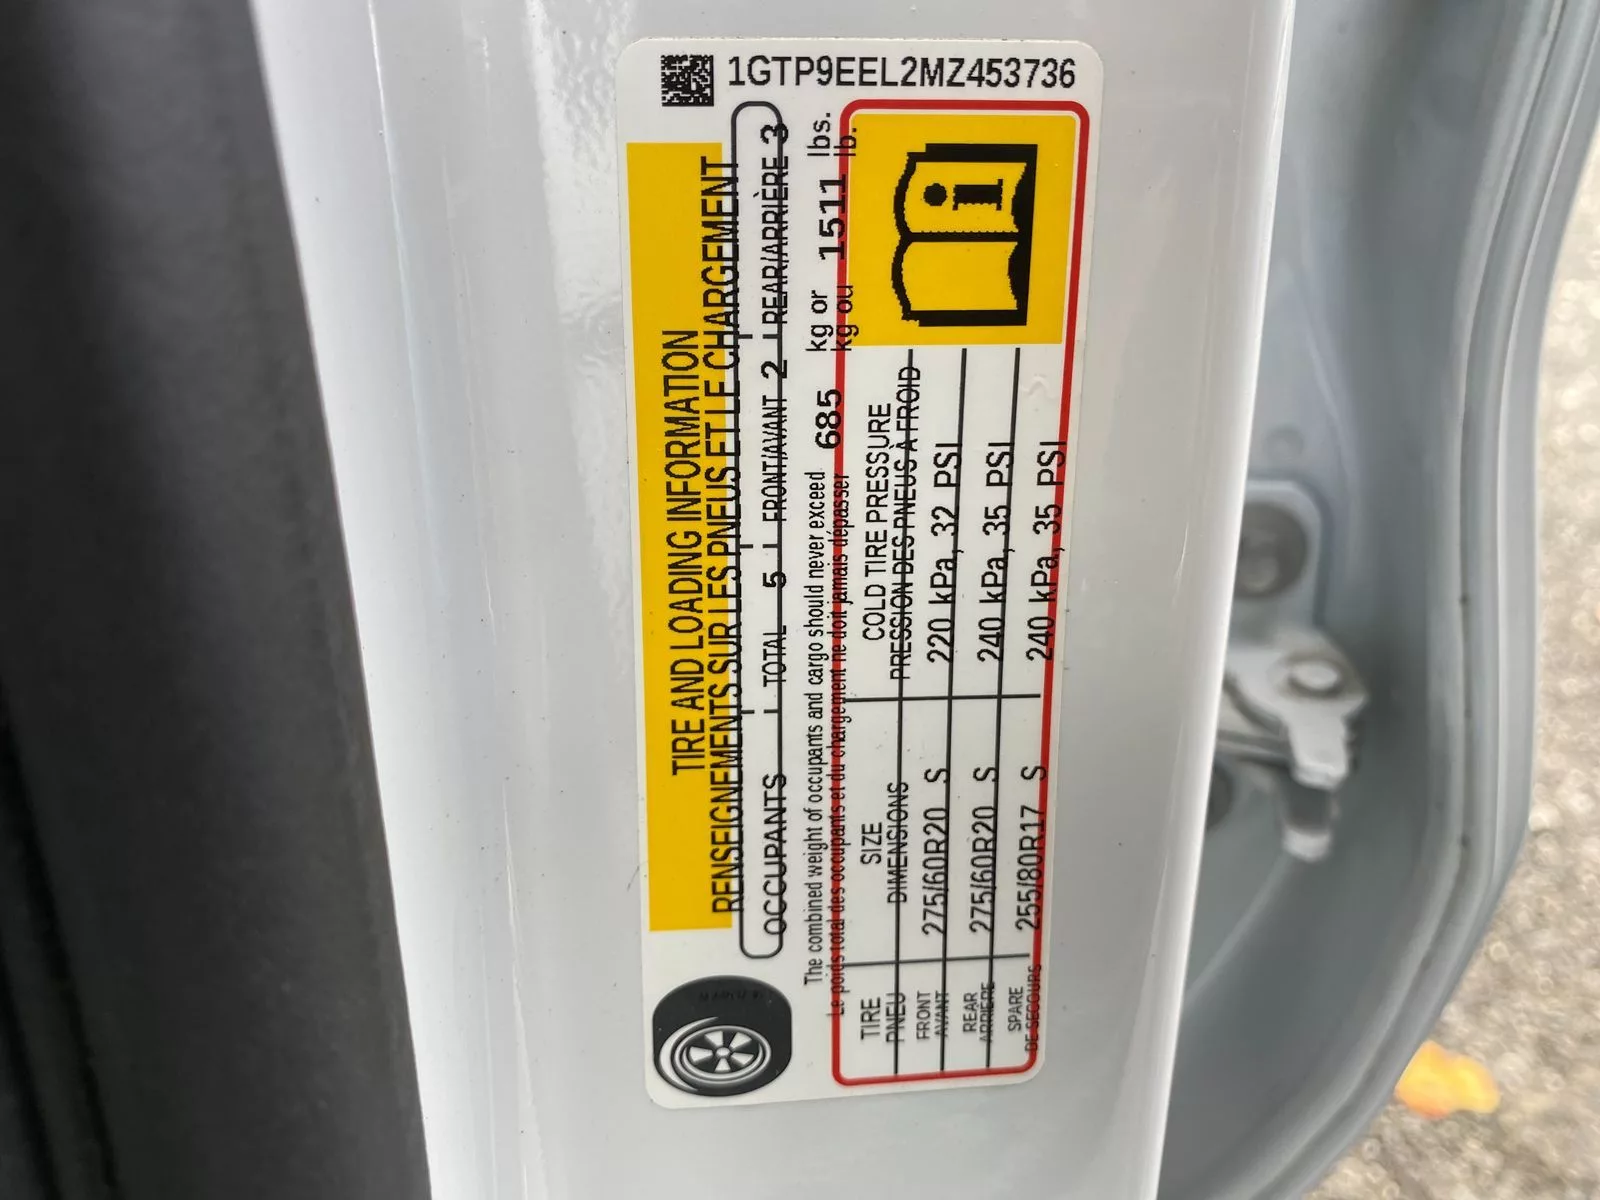 1GTP9EEL2MZ453736
TIRE AND LOADING INFORMATION
RENSEIGNEMENTS SUR LES PNEUS ET LE CHARGEMENT
OCCUPANTS TOTAL 5 FRONT/AVANT 2 REAR/ARRIÈRE 3
The combined weight of occupants and cargo should never exceed 685 kg or 1511 lbs.
Le poids total des occupants et du chargement ne doit jamais dépasser kg ou lb.
TIRE SIZE COLD TIRE PRESSURE
PNEU DIMENSIONS PRESSION DES PNEUS À FROID
FRONT
AVANT 275/60R20 S 220 kPa, 32 PSI
REAR
ARRIÈRE 275/60R20 S 240 kPa, 35 PSI
SPARE
DE SECOURS 255/80R17 S 240 kPa, 35 PSI